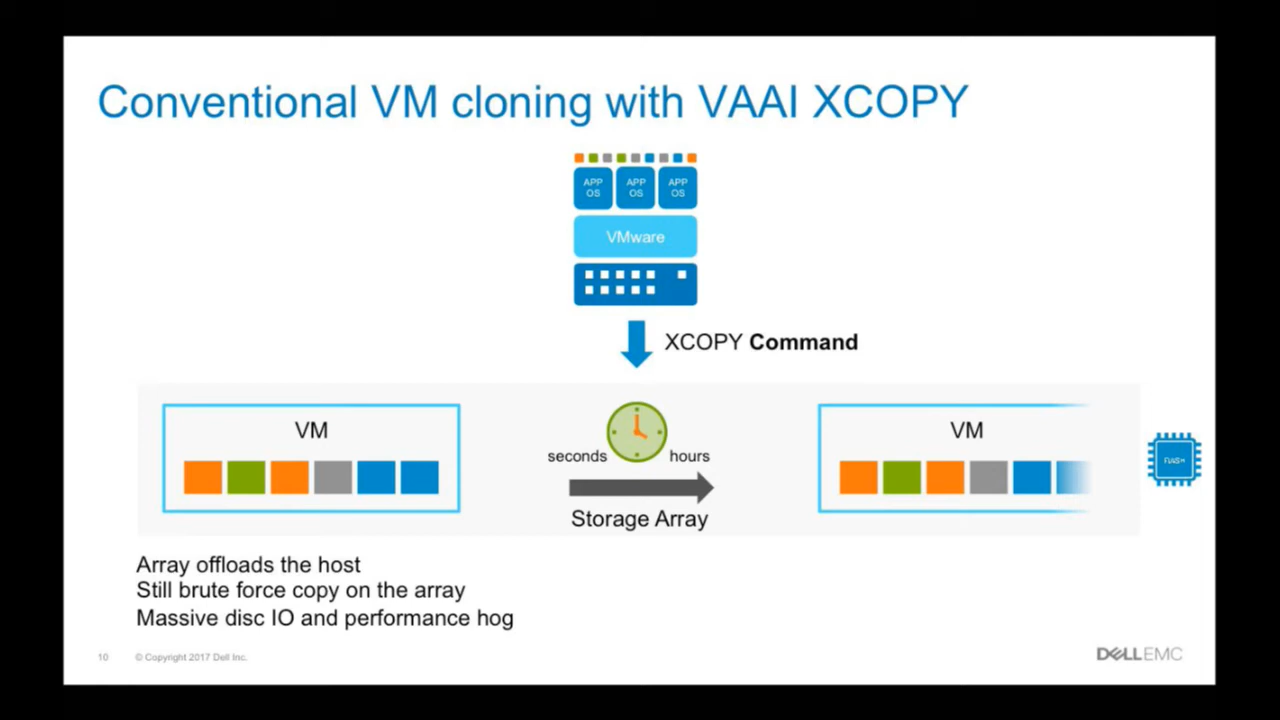 Conventional VM cloning with VAAI XCOPY
APP APP APP
OS OS OS
VMware
XCOPY Command
VM
VM
seconds hours
FLASH
Storage Array
Array offloads the host
Still brute force copy on the array
Massive disc IO and performance hog
10 © Copyright 2017 Dell Inc.
DELLEMC